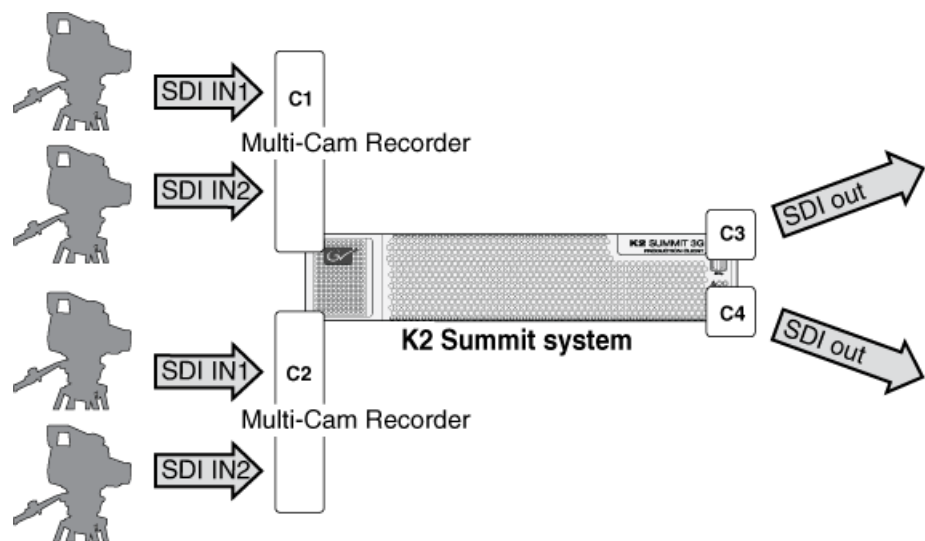 SDI IN1
C1
Multi-Cam Recorder
SDI IN2
SDI out
C3
K2 SUMMIT 3G
C4
K2 Summit system
SDI out
SDI IN1
C2
Multi-Cam Recorder
SDI IN2